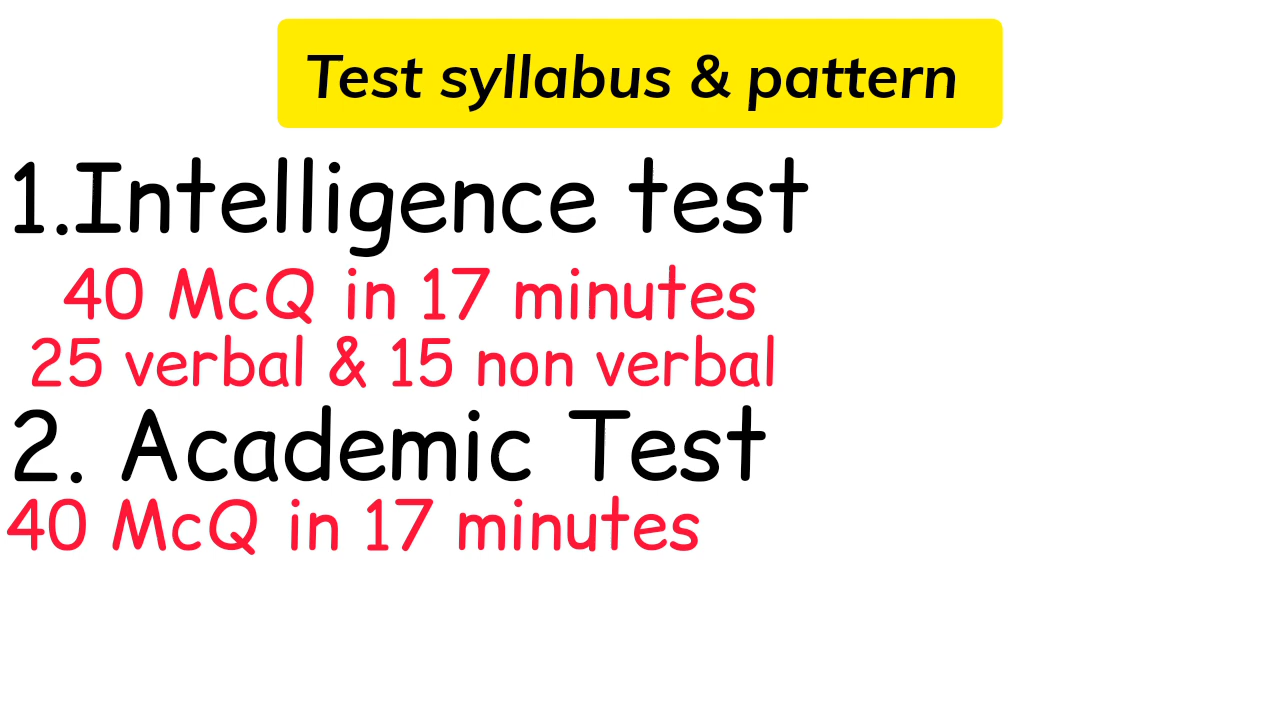 Test syllabus & pattern
1.Intelligence test
40 McQ in 17 minutes
25 verbal & 15 non verbal
2. Academic Test
40 McQ in 17 minutes